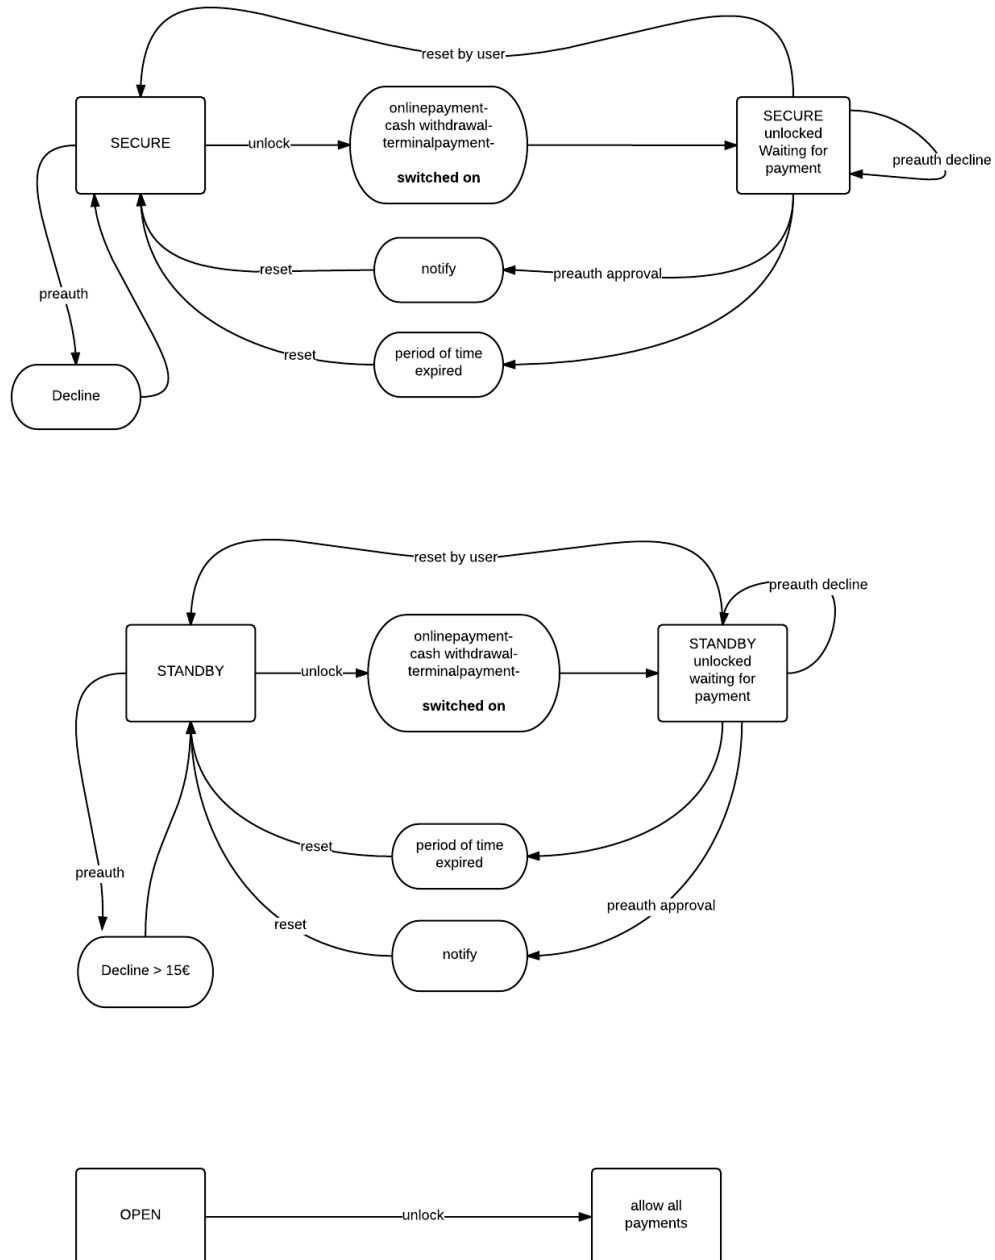 reset by user
SECURE
unlock
onlinepayment-
cash withdrawal-
terminalpayment-
switched on
SECURE
unlocked
Waiting for
payment
preauth decline
preauth
reset
notify
preauth approval
reset
period of time
expired
Decline
reset by user
preauth decline
STANDBY
unlock
onlinepayment-
cash withdrawal-
terminalpayment-
switched on
STANDBY
unlocked
waiting for
payment
reset
period of time
expired
preauth
preauth approval
reset
notify
Decline > 15€
OPEN
unlock
allow all
payments